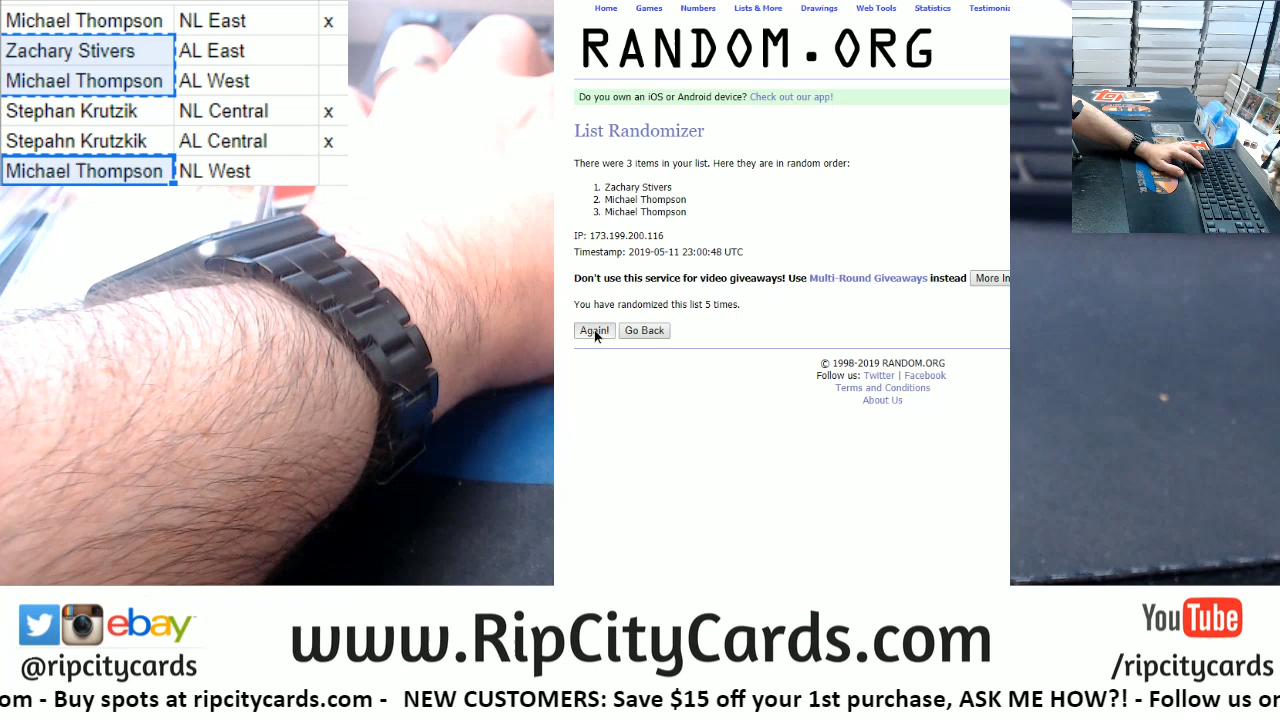 Michael Thompson NL East x
Zachary Stivers AL East
Michael Thompson AL West
Stephan Krutzik NL Central x
Stepahn Krutzkik AL Central x
Michael Thompson NL West
Home Games Numbers Lists & More Drawings Web Tools Statistics Testimonia
RANDOM.ORG
Do you own an iOS or Android device? Check out our app!
List Randomizer
There were 3 items in your list. Here they are in random order:
1. Zachary Stivers
2. Michael Thompson
3. Michael Thompson
IP: 173.199.200.116
Timestamp: 2019-05-11 23:00:48 UTC
Don't use this service for video giveaways! Use Multi-Round Giveaways instead More In
You have randomized this list 5 times.
Again! Go Back
© 1998-2019 RANDOM.ORG
Follow us: Twitter | Facebook
Terms and Conditions
About Us
ebay
@ripcitycards
www.RipCityCards.com
YouTube
/ripcitycards
om - Buy spots at ripcitycards.com - NEW CUSTOMERS: Save $15 off your 1st purchase, ASK ME HOW?! - Follow us or